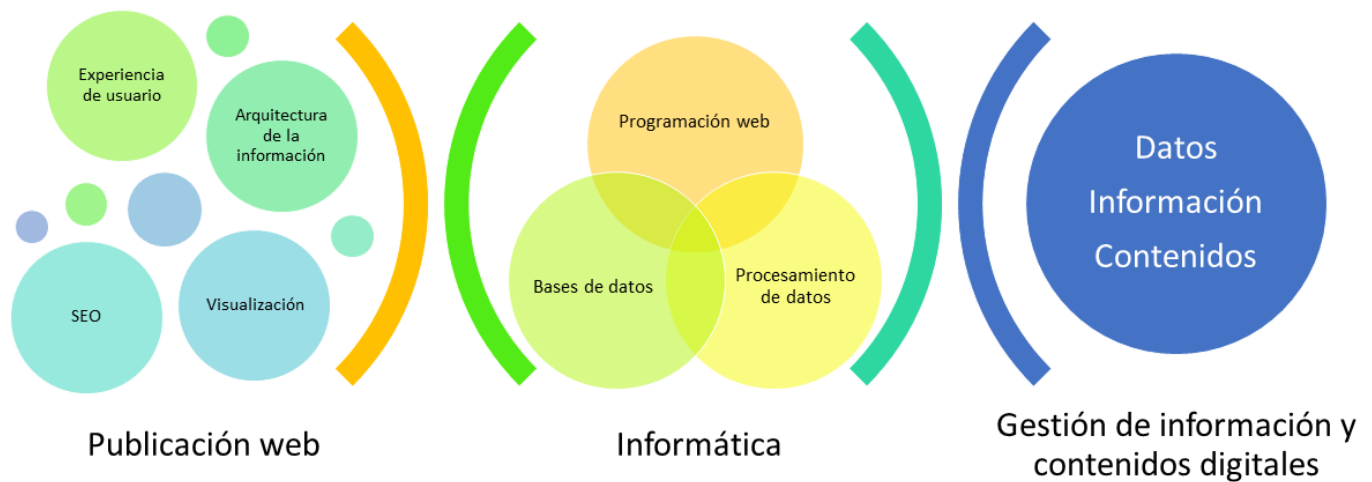 Experiencia
de usuario
Arquitectura
de la
información
SEO
Visualización
Publicación web
Programación web
Bases de datos
Procesamiento
de datos
Informática
Datos
Información
Contenidos
Gestión de información y
contenidos digitales